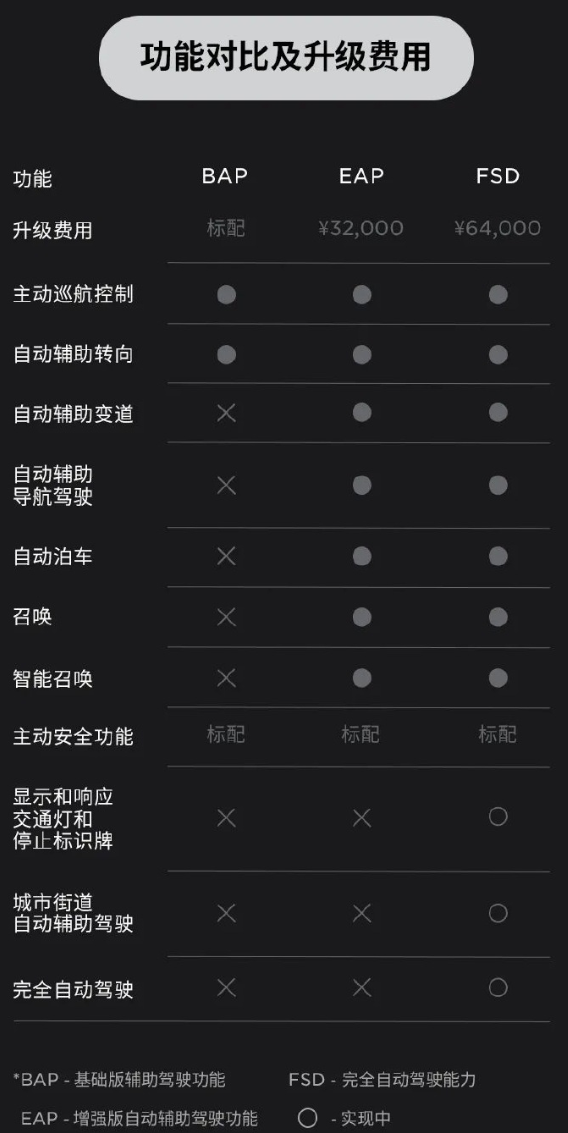 功能对比及升级费用
功能 BAP EAP FSD
升级费用 标配 ¥32,000 ¥64,000
主动巡航控制 ● ● ●
自动辅助转向 ● ● ●
自动辅助变道 × ● ●
自动辅助
导航驾驶 × ● ●
自动泊车 × ● ●
召唤 × ● ●
智能召唤 × ● ●
主动安全功能 标配 标配 标配
显示和响应
交通灯和
停止标识牌 × × ○
城市街道
自动辅助驾驶 × × ○
完全自动驾驶 × × ○
*BAP - 基础版辅助驾驶功能 FSD - 完全自动驾驶能力
EAP - 增强版自动辅助驾驶功能 ○ - 实现中